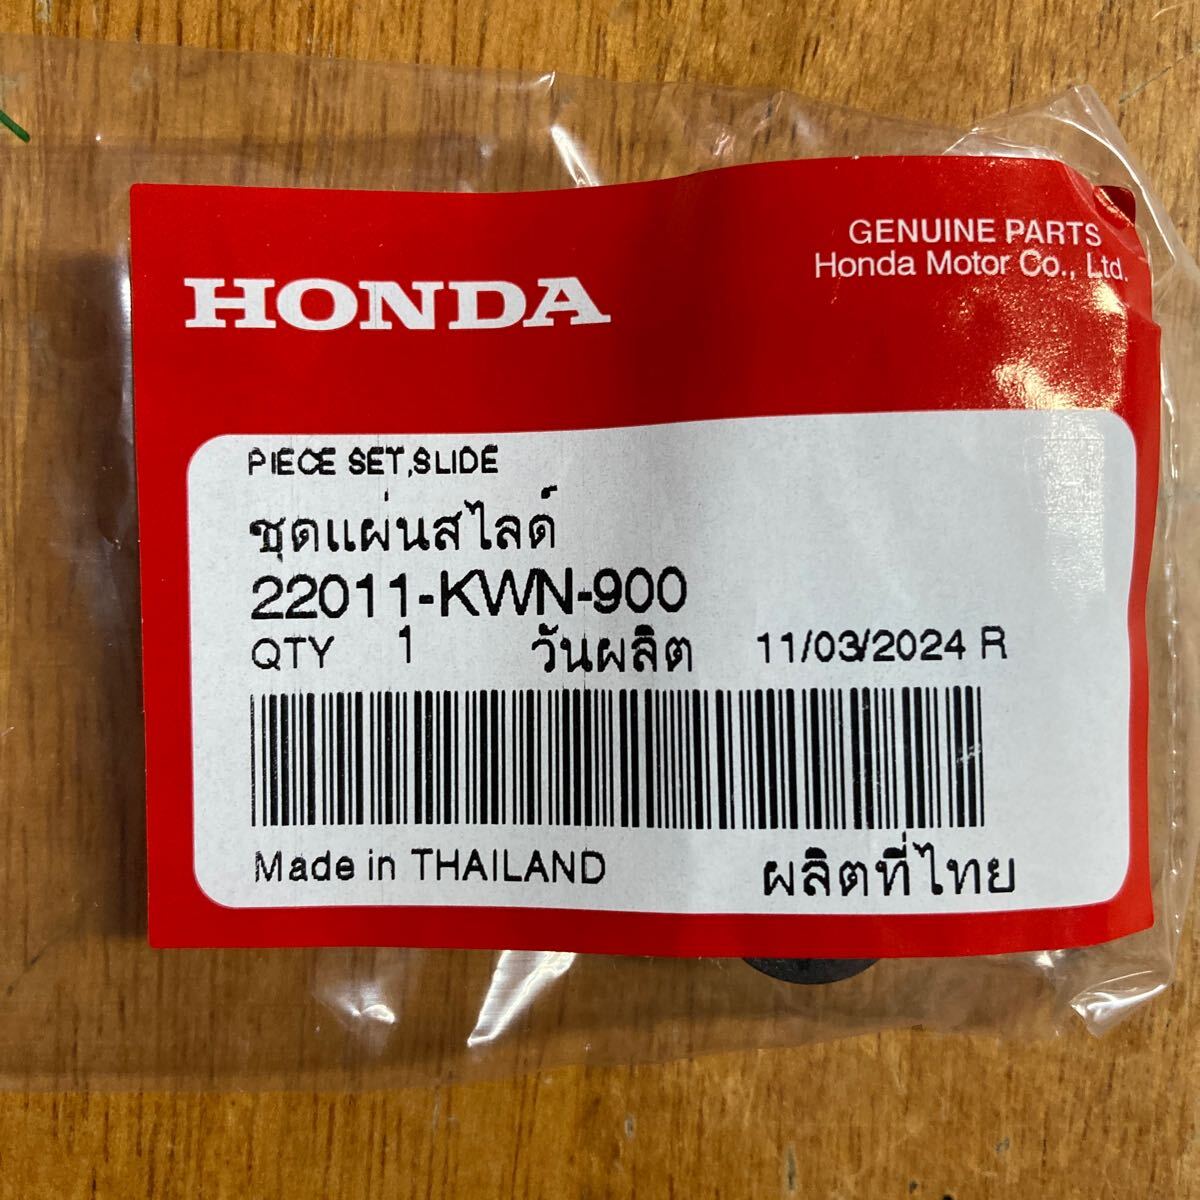 HONDA
GENUINE PARTS
Honda Motor Co., Ltd.
PIECE SET,SLIDE
ชุดแผ่นสไลด์
22011-KWN-900
QTY 1 วันผลิต 11/03/2024 R
Made in THAILAND ผลิตที่ไทย